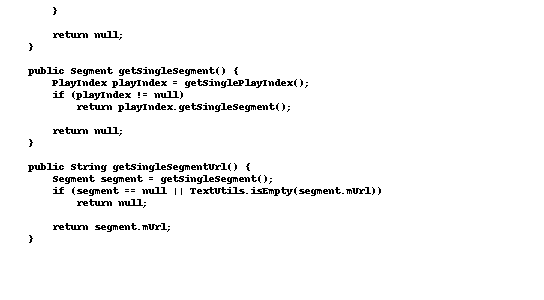 }
return null;
}
public Segment getSingleSegment() {
PlayIndex playIndex = getSinglePlayIndex();
if (playIndex != null)
return playIndex.getSingleSegment();
return null;
}
public String getSingleSegmentUrl() {
Segment segment = getSingleSegment();
if (segment == null || TextUtils.isEmpty(segment.mUrl))
return null;
return segment.mUrl;
}